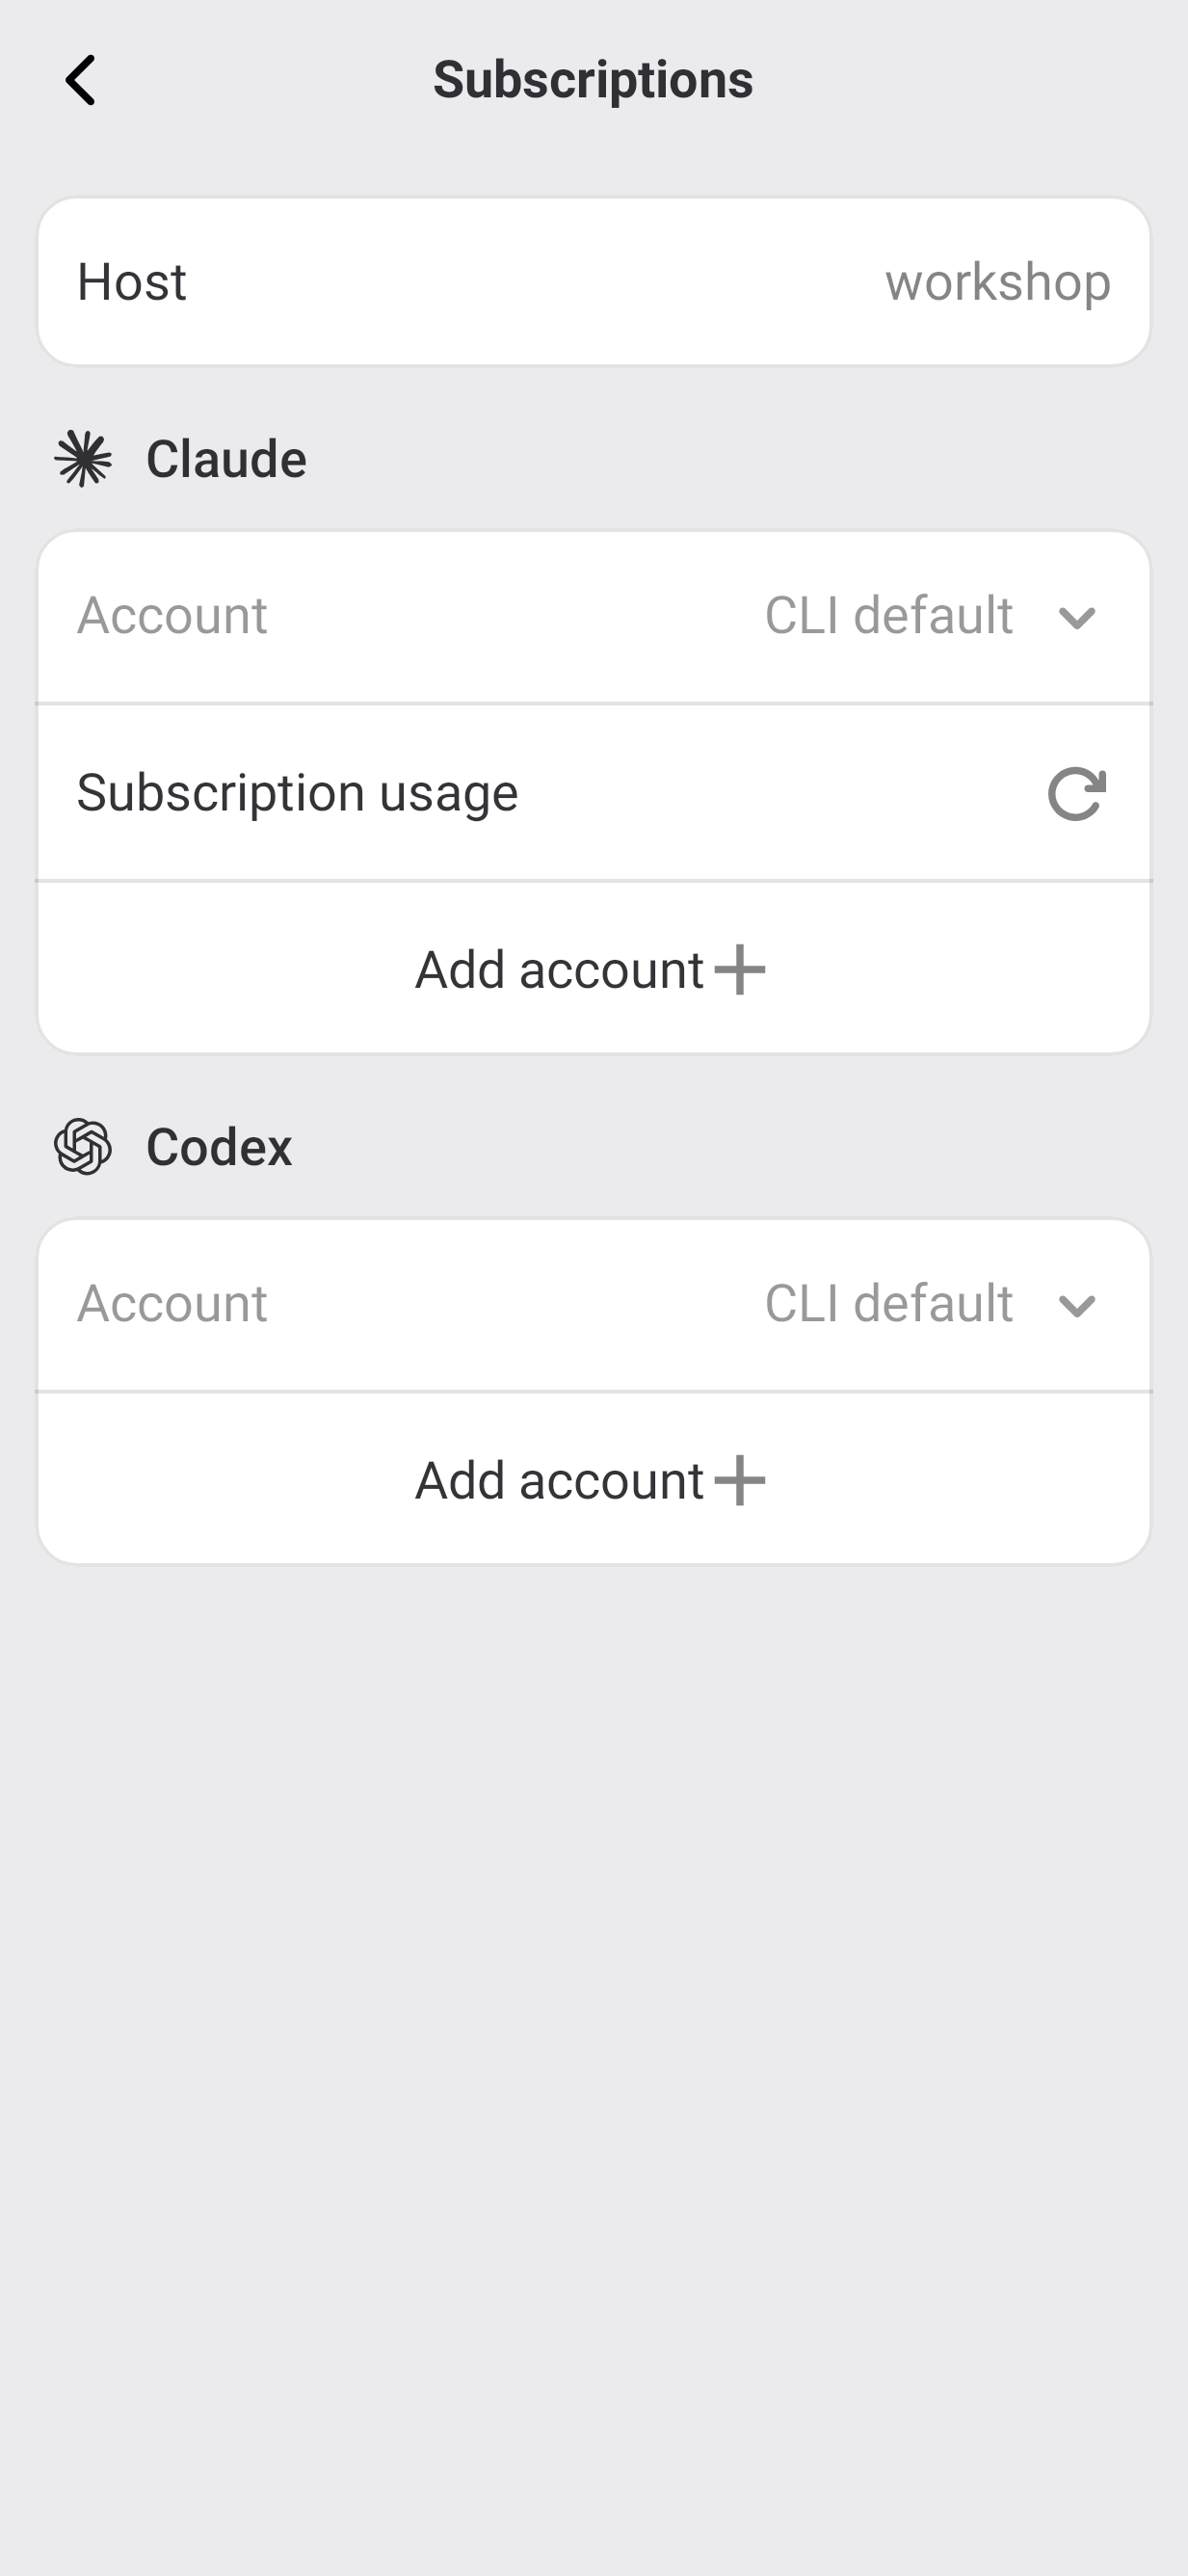 Subscriptions
Host workshop
Claude
Account CLI default
Subscription usage
Add account
Codex
Account CLI default
Add account